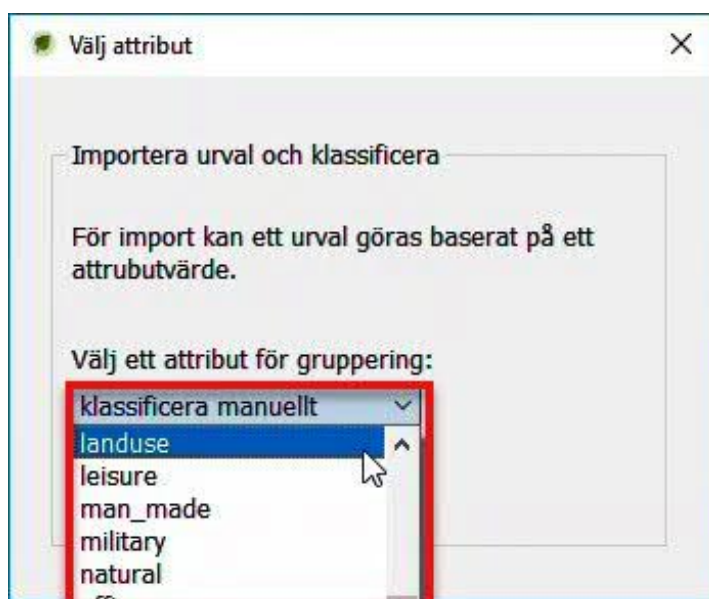 Välj attribut
Importera urval och klassificera
För import kan ett urval göras baserat på ett
attrubutvärde.
Välj ett attribut för gruppering:
klassificera manuellt
landuse
leisure
man_made
military
natural